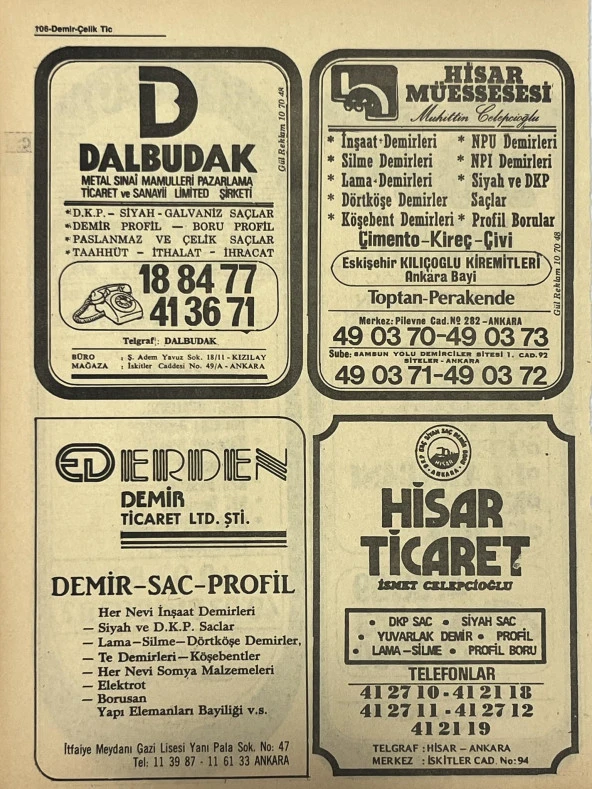 106-Demir-Çelik Tic
DALBUDAK
METAL SINAİ MAMULLERİ PAZARLAMA
TİCARET ve SANAYİİ LİMİTED ŞİRKETİ
*D.K.P. - SİYAH - GALVANİZ SAÇLAR
*DEMİR PROFİL - BORU PROFİL
*PASLANMAZ VE ÇELİK SAÇLAR
*TAAHHÜT - İTHALAT - İHRACAT
18 84 77
41 36 71
Telgraf: DALBUDAK
BÜRO : Ş. Adem Yavuz Sok. 18/11 - KIZILAY
MAĞAZA : İskitler Caddesi No. 49/A - ANKARA
Gül Reklam 10 70 48
HİSAR
MÜESSESESİ
Muhittin Celepcioğlu
* İnşaat-Demirleri * NPU Demirleri
* Silme Demirleri * NPI Demirleri
* Lama-Demirleri * Siyah ve DKP
* Dörtköşe Demirler Saçlar
* Köşebent Demirleri * Profil Borular
Çimento-Kireç-Çivi
Eskişehir KILIÇOGLU KİREMİTLERİ
Ankara Bayi
Toptan-Perakende
Merkez: Pilevne Cad. Nº 282 - ANKARA
49 03 70-49 03 73
Sube: SAMSUN YOLU DEMİRCİLER SİTESİ 1. CAD. 92
SİTELER - ANKARA
49 03 71-49 03 72
Gül Reklam 10 70 48
ED ERDEN
DEMİR
TİCARET LTD. ŞTİ.
DEMİR-SAC-PROFİL
Her Nevi İnşaat Demirleri
— Siyah ve D.K.P. Saclar
— Lama-Silme-Dörtköşe Demirler,
— Te Demirleri-Köşebentler
— Her Nevi Somya Malzemeleri
— Elektrot
— Borusan
Yapı Elemanları Bayiliği v.s.
İtfaiye Meydanı Gazi Lisesi Yanı Pala Sok. No: 47
Tel: 11 39 87 - 11 61 33 ANKARA
HİSAR
ANKARA
HİSAR
TİCARET
İSMET CELEPCİOĞLU
• DKP SAC • SİYAH SAC
• YUVARLAK DEMİR • PROFİL
• LAMA-SİLME • PROFİL BORU
TELEFONLAR
41 27 10 - 41 21 18
41 27 11 - 41 27 12
41 21 19
TELGRAF : HİSAR - ANKARA
MERKEZ : İSKİTLER CAD. No: 94